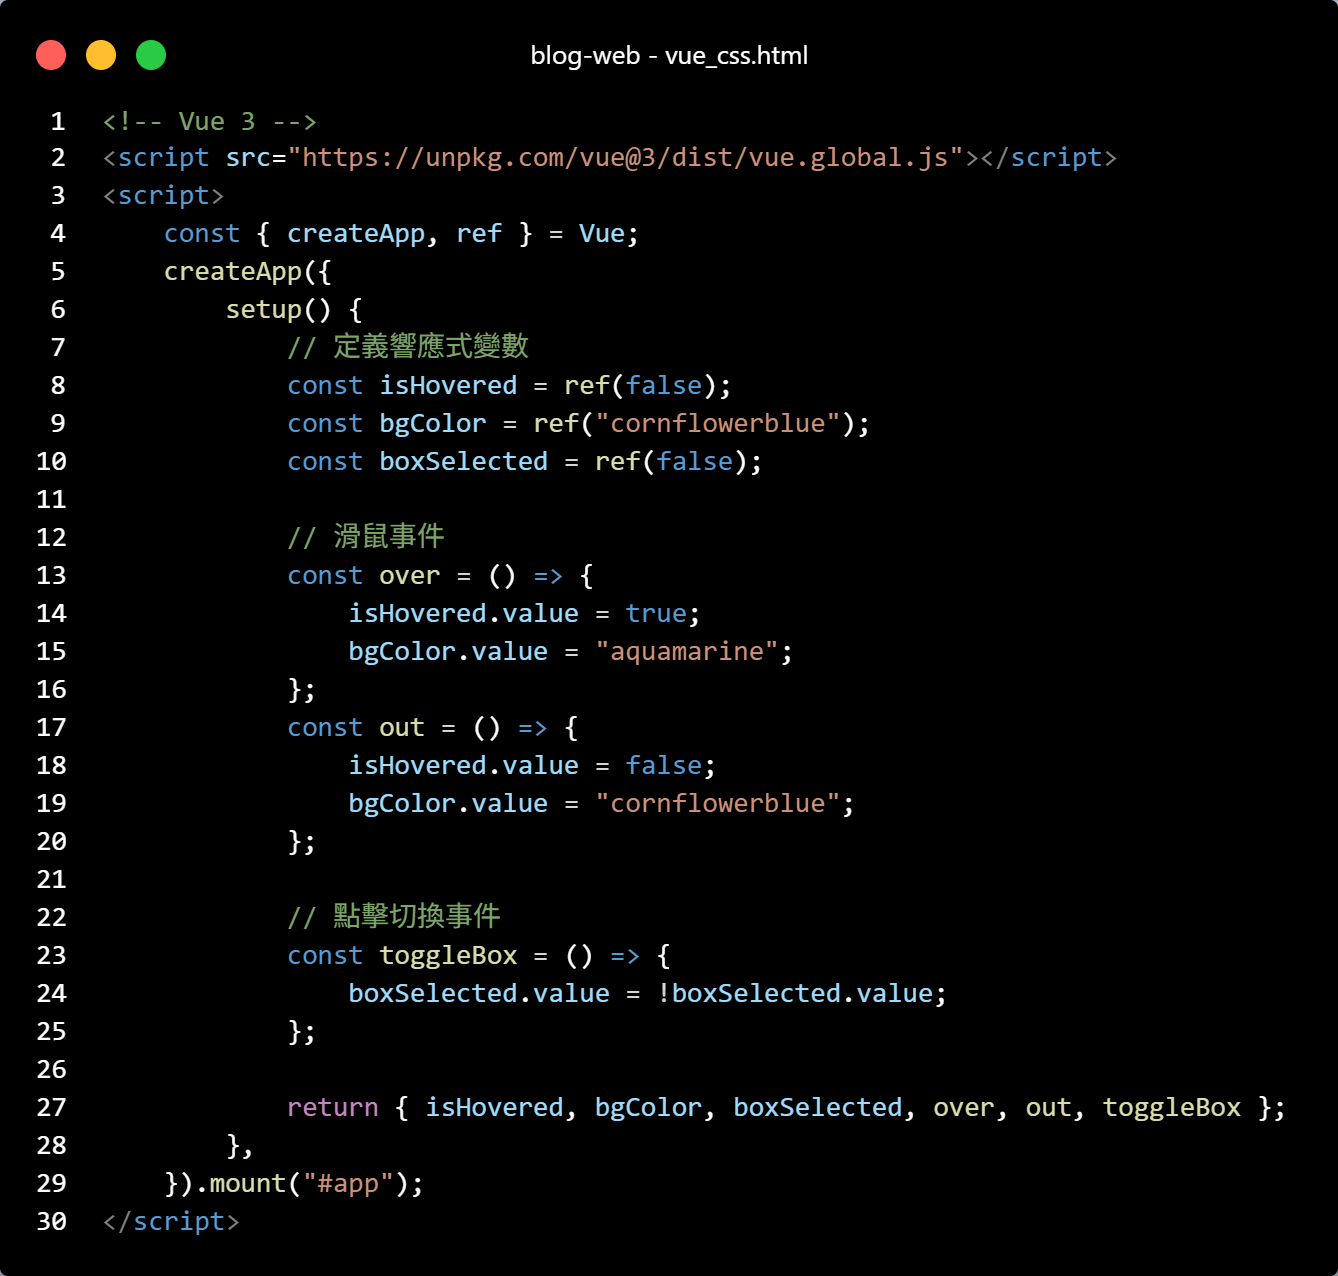 blog-web - vue_css.html
1 <!-- Vue 3 -->
2 <script src="https://unpkg.com/vue@3/dist/vue.global.js"></script>
3 <script>
4     const { createApp, ref } = Vue;
5     createApp({
6         setup() {
7             // 定義響應式變數
8             const isHovered = ref(false);
9             const bgColor = ref("cornflowerblue");
10             const boxSelected = ref(false);
11
12             // 滑鼠事件
13             const over = () => {
14                 isHovered.value = true;
15                 bgColor.value = "aquamarine";
16             };
17             const out = () => {
18                 isHovered.value = false;
19                 bgColor.value = "cornflowerblue";
20             };
21
22             // 點擊切換事件
23             const toggleBox = () => {
24                 boxSelected.value = !boxSelected.value;
25             };
26
27             return { isHovered, bgColor, boxSelected, over, out, toggleBox };
28         },
29     }).mount("#app");
30 </script>